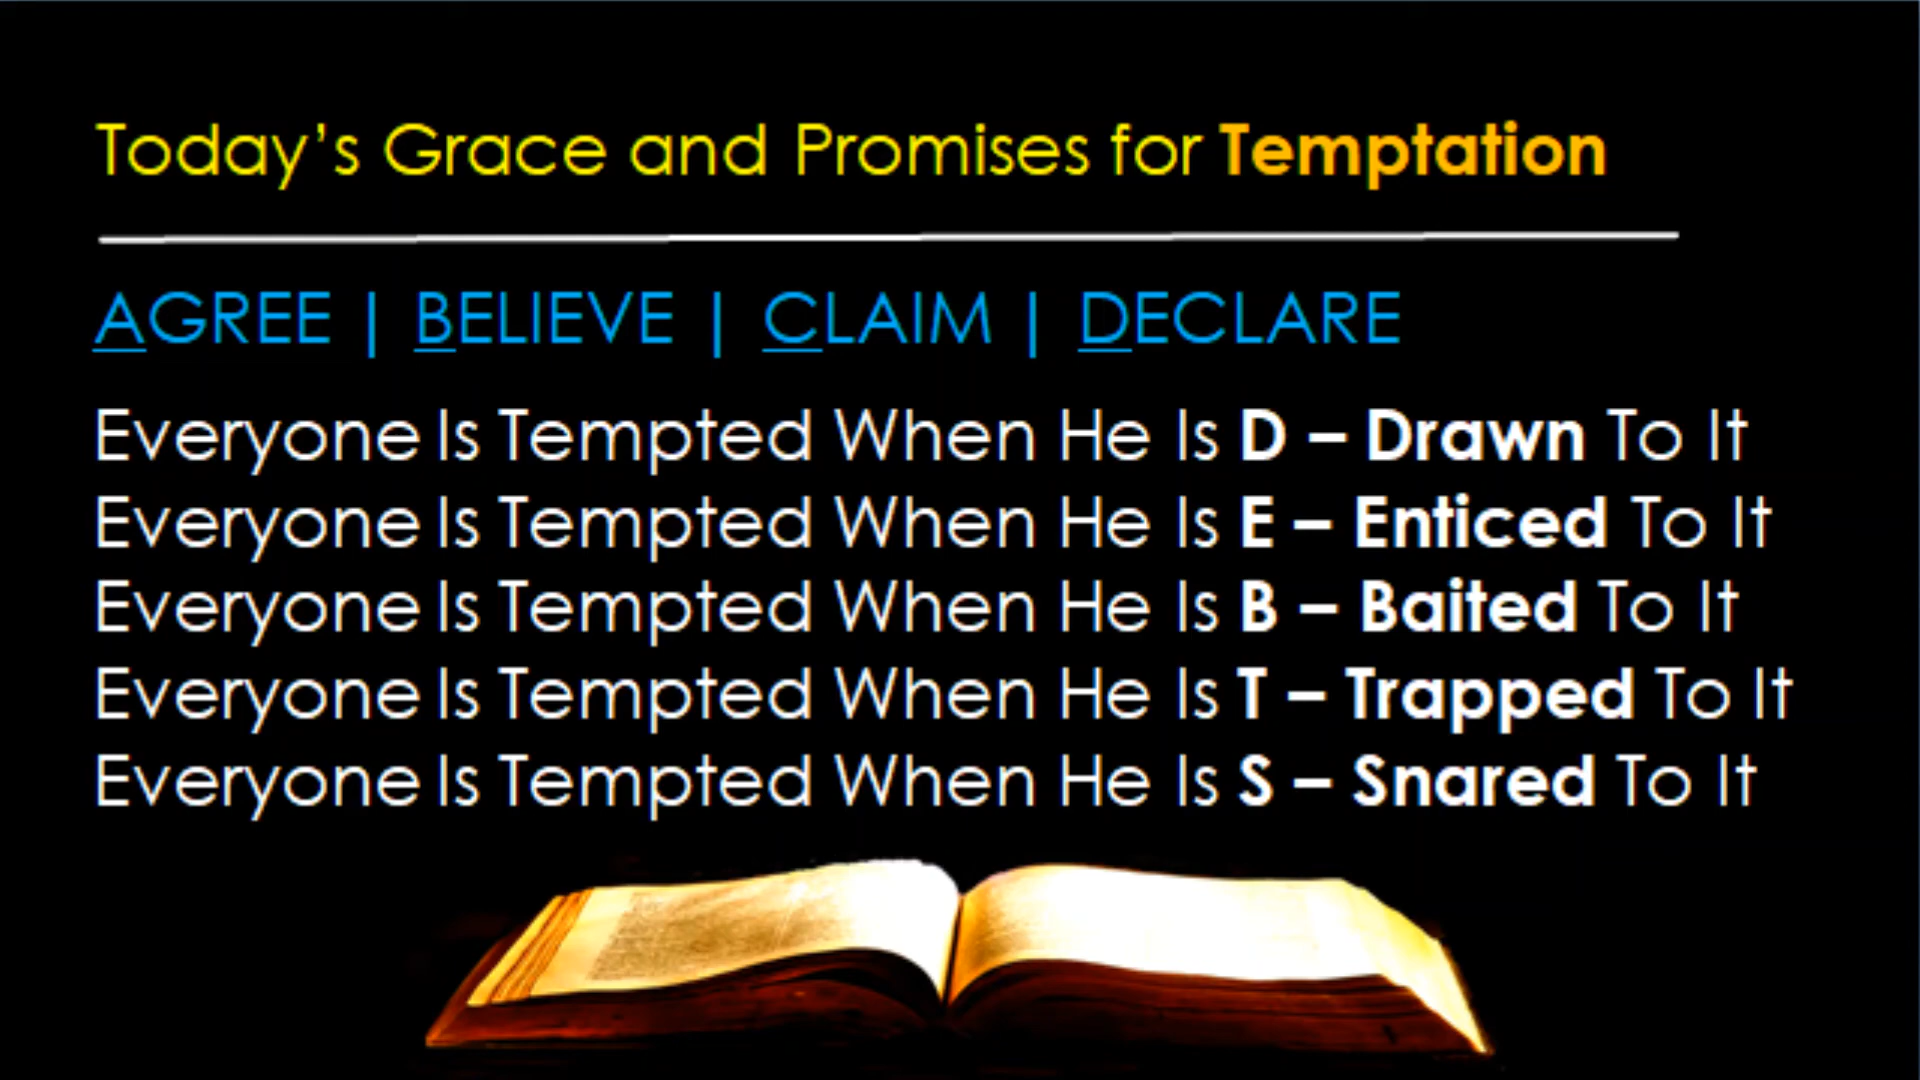 Today’s Grace and Promises for Temptation
AGREE | BELIEVE | CLAIM | DECLARE
Everyone Is Tempted When He Is D – Drawn To It
Everyone Is Tempted When He Is E – Enticed To It
Everyone Is Tempted When He Is B – Baited To It
Everyone Is Tempted When He Is T – Trapped To It
Everyone Is Tempted When He Is S – Snared To It